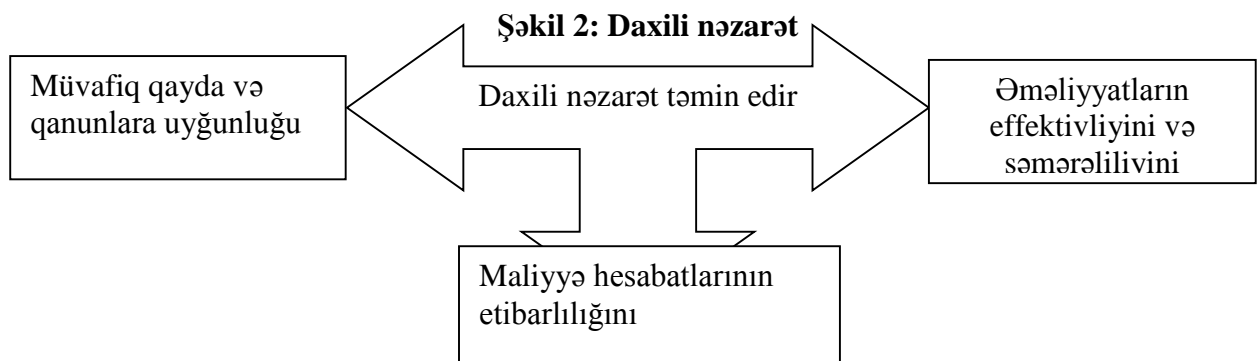 Şəkil 2: Daxili nəzarət
Müvafiq qayda və
qanunlara uyğunluğu
Daxili nəzarət təmin edir
Əməliyyatların
effektivliyini və
səmərəlilivini
Maliyyə hesabatlarının
etibarlılığını